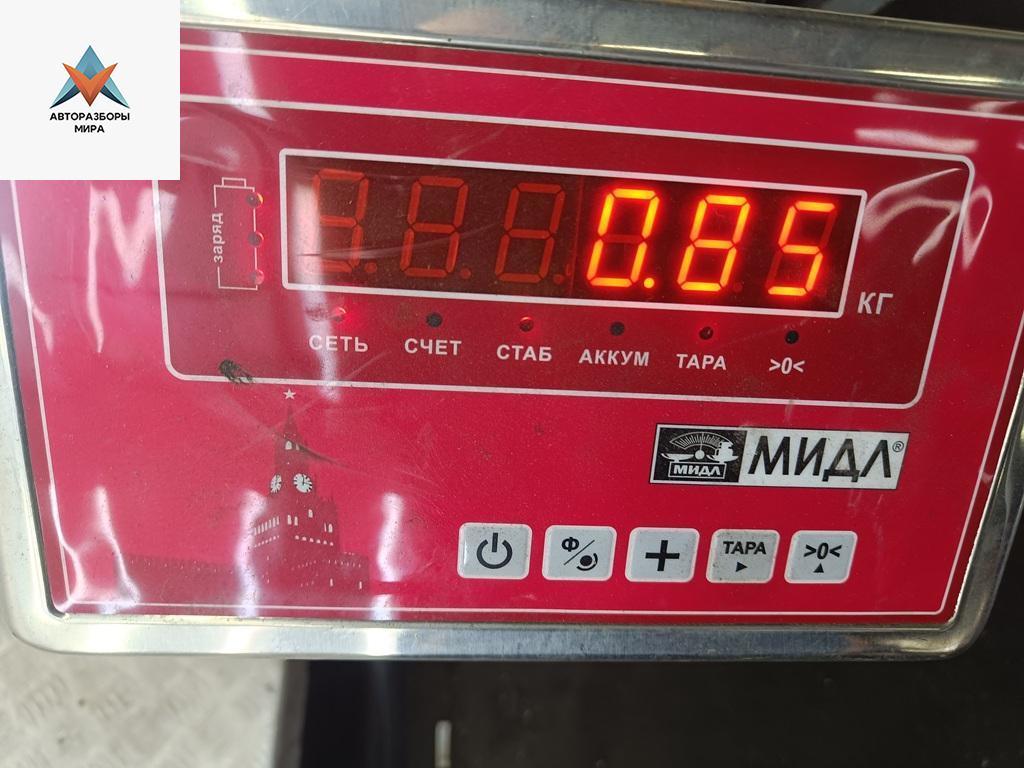 АВТОРАЗБОРЫ
МИРА
заряд
0.85
КГ
СЕТЬ СЧЕТ СТАБ АККУМ ТАРА >0<
МИДЛ
МИДЛ®
Ф
+
ТАРА
>0<